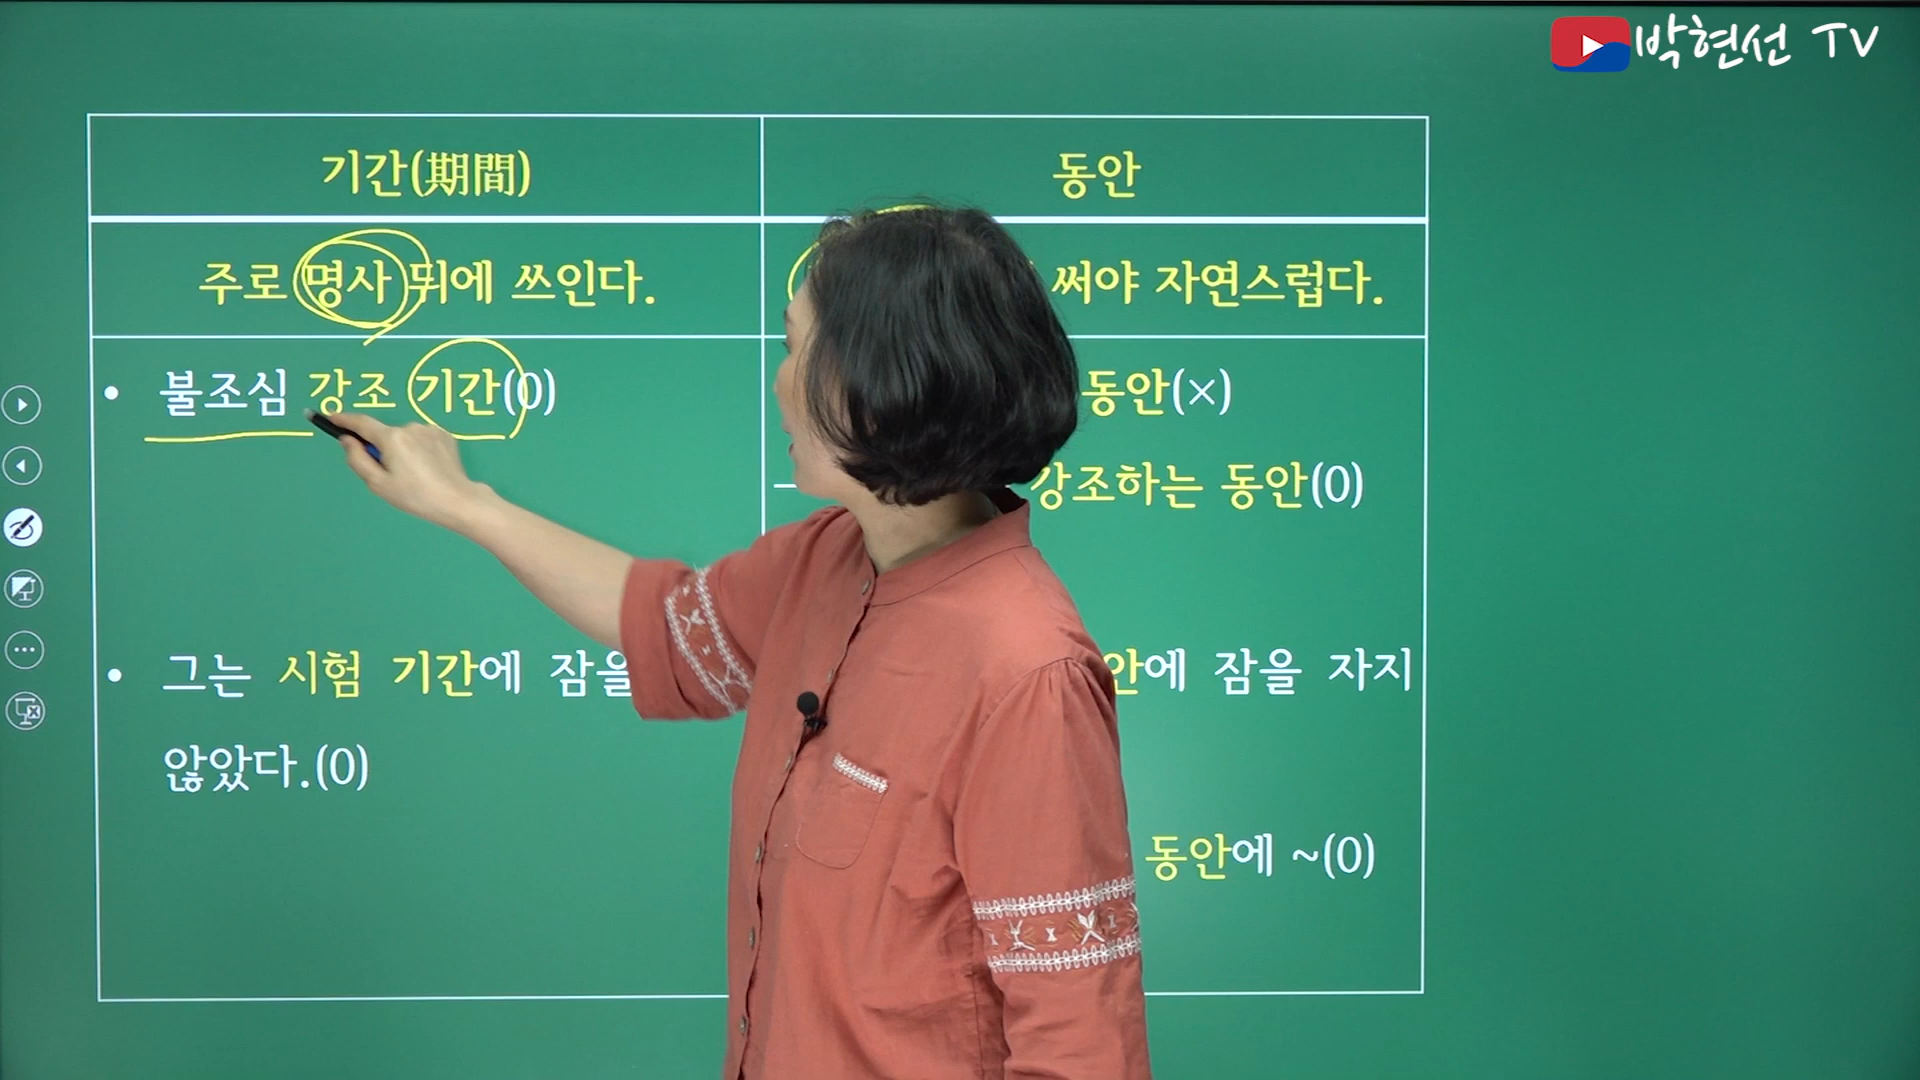 박현선 TV
기간(期間)
동안
주로 명사 뒤에 쓰인다.
써야 자연스럽다.
불조심 강조 기간(0)
동안(×)
강조하는 동안(0)
그는 시험 기간에 잠을
않았다.(0)
안에 잠을 자지
동안에 ~(0)